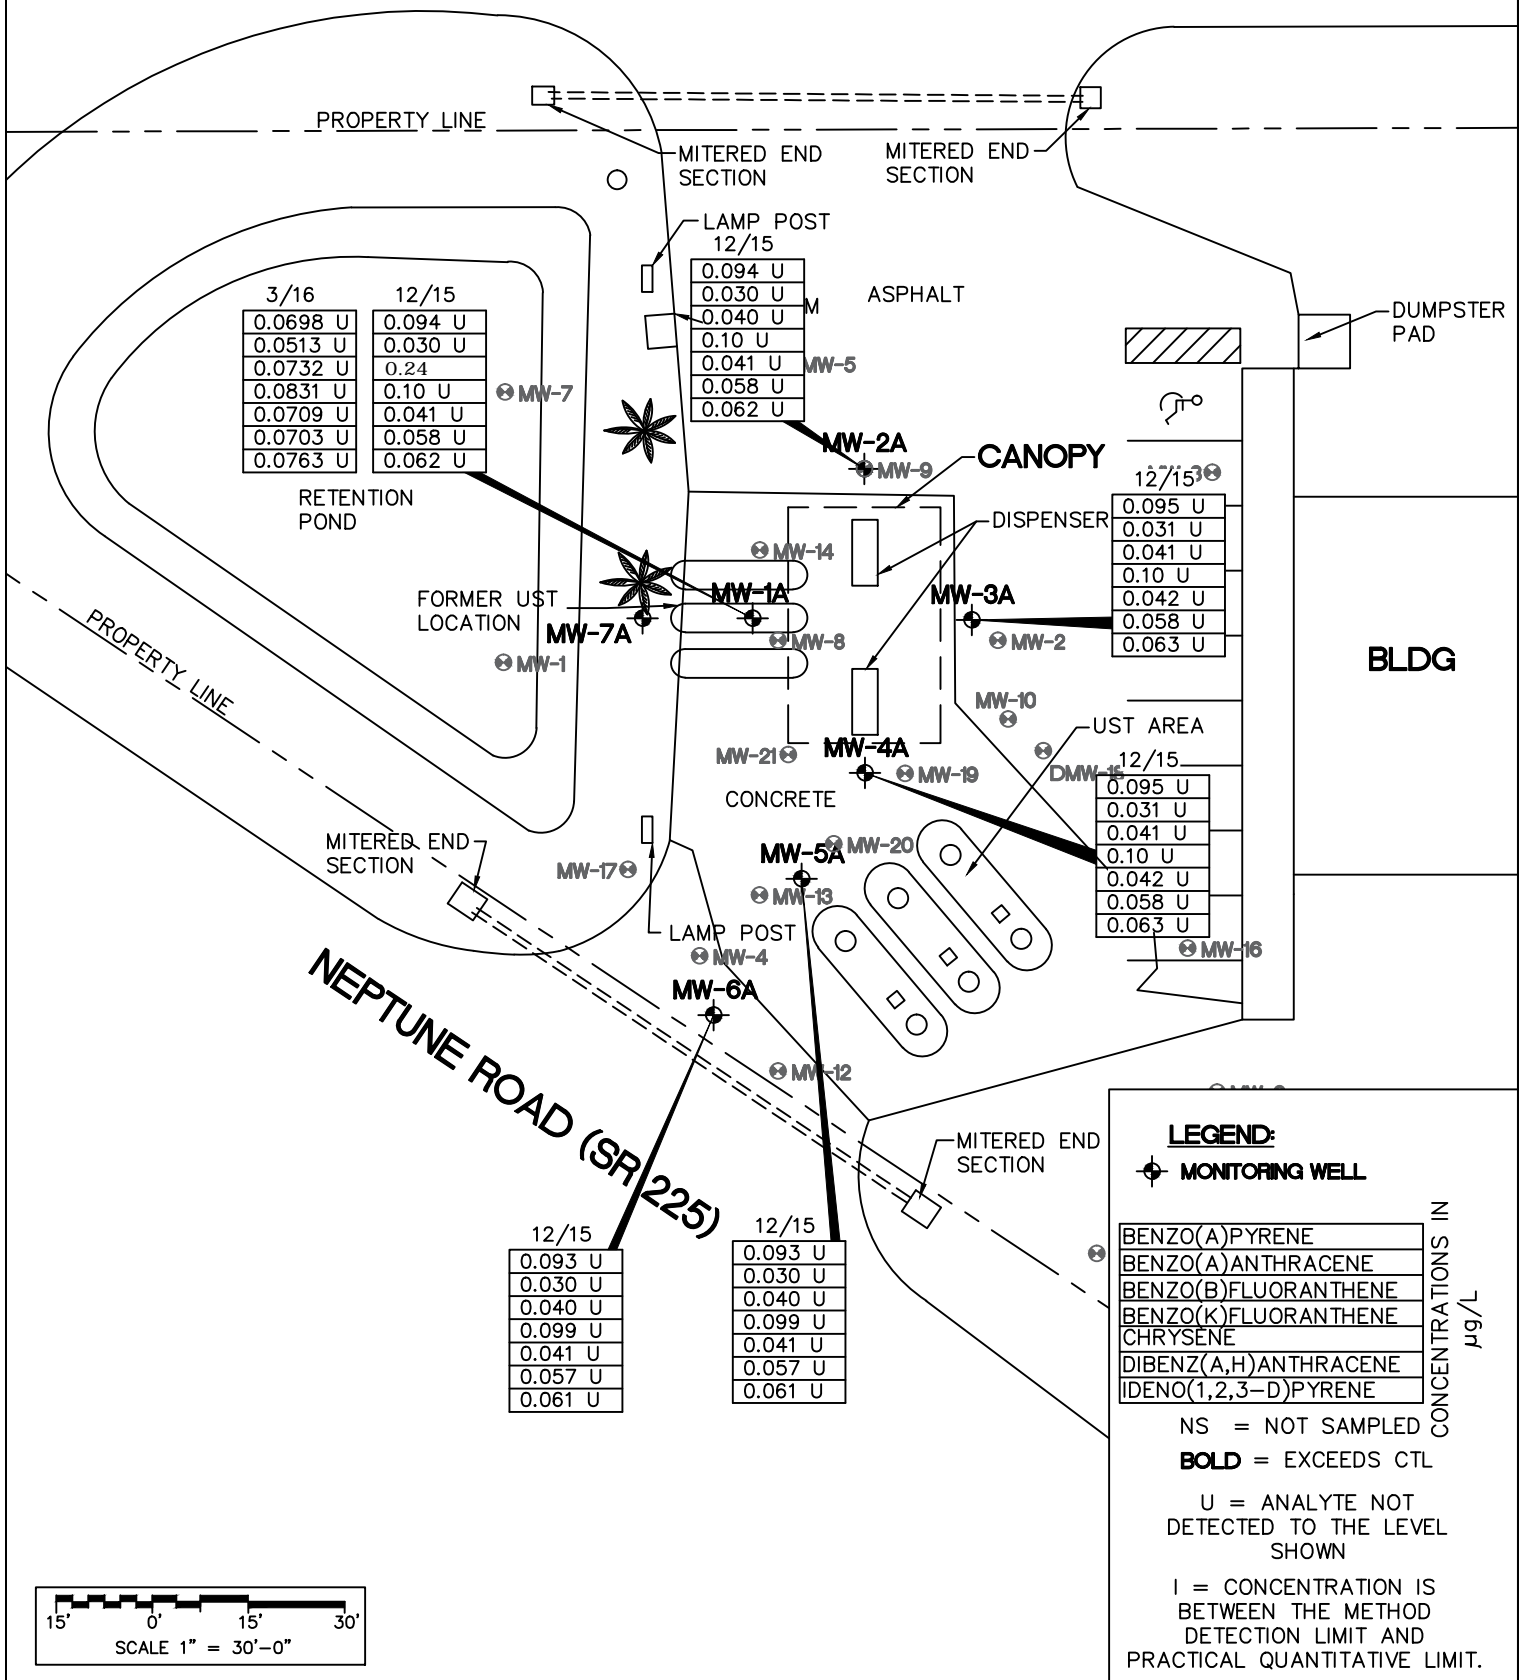 PROPERTY LINE
MITERED END
SECTION
MITERED END
SECTION
LAMP POST
12/15
0.094 U
0.030 U
0.040 U
0.10 U
0.041 U
0.058 U
0.062 U
M
ASPHALT
DUMPSTER
PAD
3/16
0.0698 U
0.0513 U
0.0732 U
0.0831 U
0.0709 U
0.0703 U
0.0763 U
12/15
0.094 U
0.030 U
0.24
0.10 U
0.041 U
0.058 U
0.062 U
MW-5
MW-7
MW-2A
MW-9
CANOPY
RETENTION
POND
DISPENSER
12/15
0.095 U
0.031 U
0.041 U
0.10 U
0.042 U
0.058 U
0.063 U
MW-14
FORMER UST
LOCATION
MW-1A
MW-3A
MW-7A
MW-8
MW-2
MW-1
BLDG
PROPERTY LINE
MW-10
UST AREA
MW-21
MW-4A
MW-19
12/15
0.095 U
0.031 U
0.041 U
0.10 U
0.042 U
0.058 U
0.063 U
CONCRETE
MITERED END
SECTION
MW-17
MW-5A
MW-20
MW-13
LAMP POST
MW-4
MW-16
MW-6A
NEPTUNE ROAD (SR 225)
MW-12
MITERED END
SECTION
12/15
0.093 U
0.030 U
0.040 U
0.099 U
0.041 U
0.057 U
0.061 U
12/15
0.093 U
0.030 U
0.040 U
0.099 U
0.041 U
0.057 U
0.061 U
LEGEND:
MONITORING WELL
BENZO(A)PYRENE
BENZO(A)ANTHRACENE
BENZO(B)FLUORANTHENE
BENZO(K)FLUORANTHENE
CHRYSENE
DIBENZ(A,H)ANTHRACENE
IDENO(1,2,3-D)PYRENE
CONCENTRATIONS IN
µg/L
NS = NOT SAMPLED
BOLD = EXCEEDS CTL
U = ANALYTE NOT
DETECTED TO THE LEVEL
SHOWN
I = CONCENTRATION IS
BETWEEN THE METHOD
DETECTION LIMIT AND
PRACTICAL QUANTITATIVE LIMIT.
15' 0' 15' 30'
SCALE 1" = 30'-0"